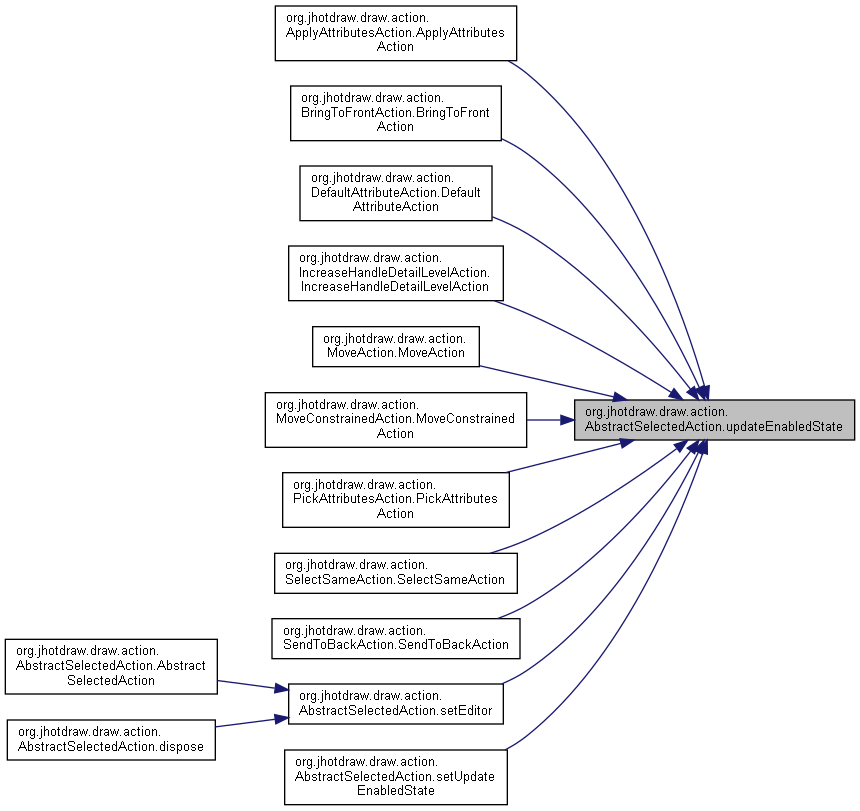 org.jhotdraw.draw.action.
ApplyAttributesAction.ApplyAttributes
Action
org.jhotdraw.draw.action.
BringToFrontAction.BringToFront
Action
org.jhotdraw.draw.action.
DefaultAttributeAction.Default
AttributeAction
org.jhotdraw.draw.action.
IncreaseHandleDetailLevelAction.
IncreaseHandleDetailLevelAction
org.jhotdraw.draw.action.
MoveAction.MoveAction
org.jhotdraw.draw.action.
MoveConstrainedAction.MoveConstrained
Action
org.jhotdraw.draw.action.
AbstractSelectedAction.updateEnabledState
org.jhotdraw.draw.action.
PickAttributesAction.PickAttributes
Action
org.jhotdraw.draw.action.
SelectSameAction.SelectSameAction
org.jhotdraw.draw.action.
SendToBackAction.SendToBackAction
org.jhotdraw.draw.action.
AbstractSelectedAction.Abstract
SelectedAction
org.jhotdraw.draw.action.
AbstractSelectedAction.setEditor
org.jhotdraw.draw.action.
AbstractSelectedAction.dispose
org.jhotdraw.draw.action.
AbstractSelectedAction.setUpdate
EnabledState